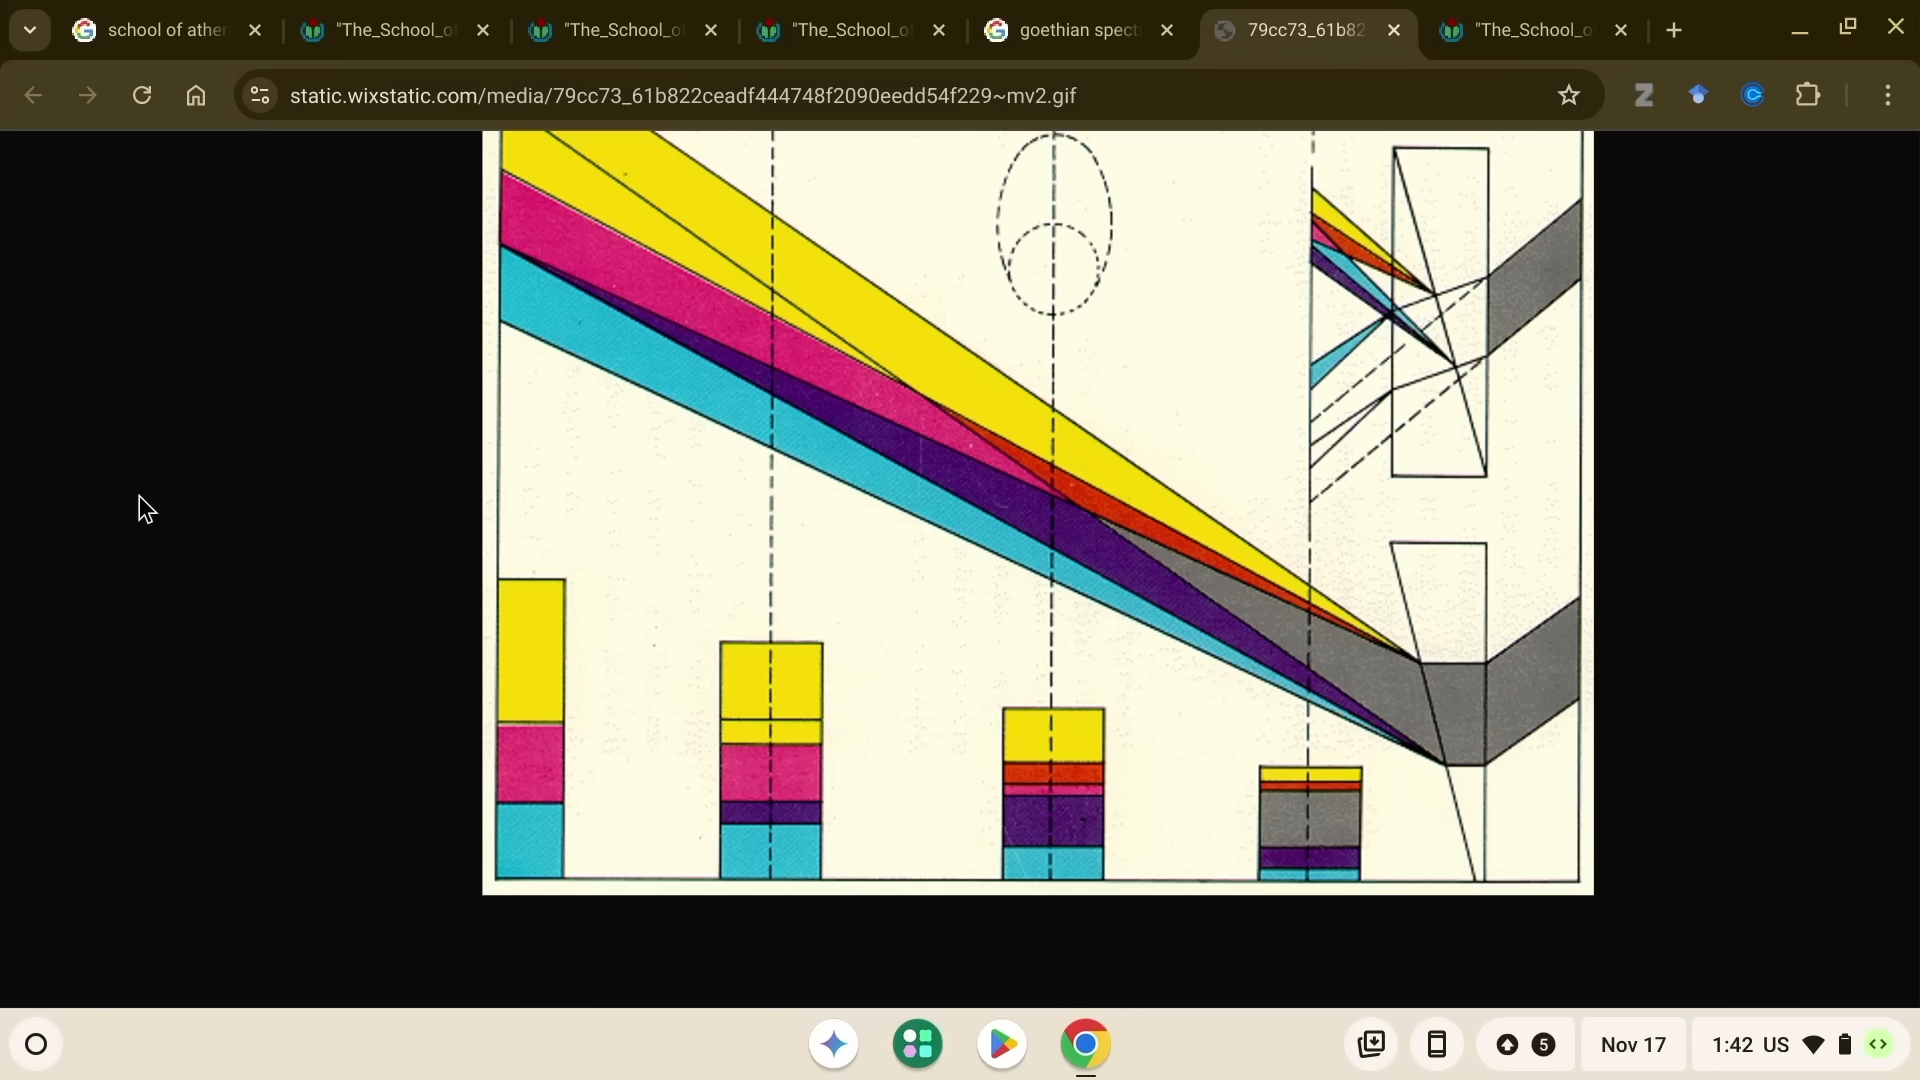 school of ather
"The_School_o
"The_School_o
"The_School_of
goethian spect
79cc73_61b82
"The_School_o
static.wixstatic.com/media/79cc73_61b822ceadf444748f2090eedd54f229~mv2.gif
5
Nov 17
1:42 US